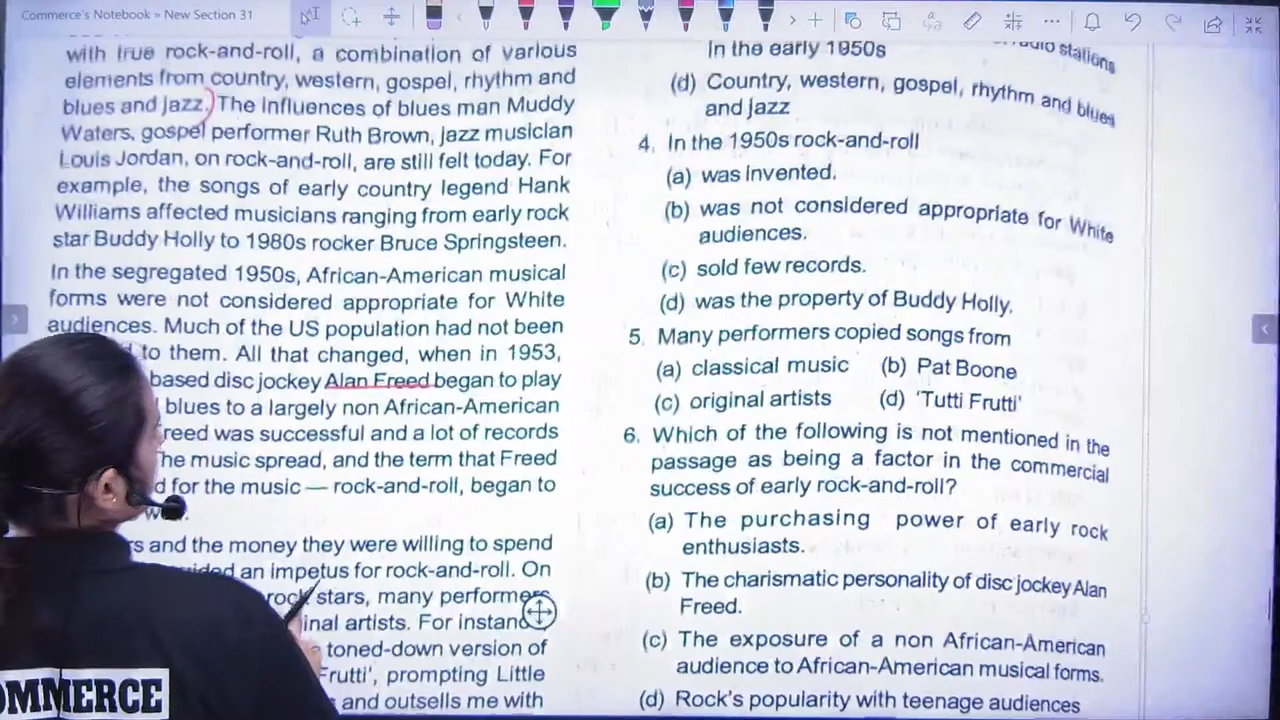 Commerce's Notebook » New Section 31
with true rock-and-roll, a combination of various
elements from country, western, gospel, rhythm and
blues and jazz. The influences of blues man Muddy
Waters, gospel performer Ruth Brown, jazz musician
Louis Jordan, on rock-and-roll, are still felt today. For
example, the songs of early country legend Hank
Williams affected musicians ranging from early rock
star Buddy Holly to 1980s rocker Bruce Springsteen.
In the segregated 1950s, African-American musical
forms were not considered appropriate for White
audiences. Much of the US population had not been
to them. All that changed, when in 1953,
based disc jockey Alan Freed began to play
blues to a largely non African-American
reed was successful and a lot of records
he music spread, and the term that Freed
d for the music — rock-and-roll, began to
rs and the money they were willing to spend
an impetus for rock-and-roll. On
rock stars, many performers
inal artists. For instanc
toned-down version of
Frutti', prompting Little
and outsells me with
In the early 1950s
stations
(d) Country, western, gospel, rhythm and blues
and jazz
4. In the 1950s rock-and-roll
(a) was invented.
(b) was not considered appropriate for White
audiences.
(c) sold few records.
(d) was the property of Buddy Holly.
5. Many performers copied songs from
(a) classical music (b) Pat Boone
(c) original artists (d) 'Tutti Frutti'
6. Which of the following is not mentioned in the
passage as being a factor in the commercial
success of early rock-and-roll?
(a) The purchasing power of early rock
enthusiasts.
(b) The charismatic personality of disc jockey Alan
Freed.
(c) The exposure of a non African-American
audience to African-American musical forms.
(d) Rock's popularity with teenage audiences
OMMERCE